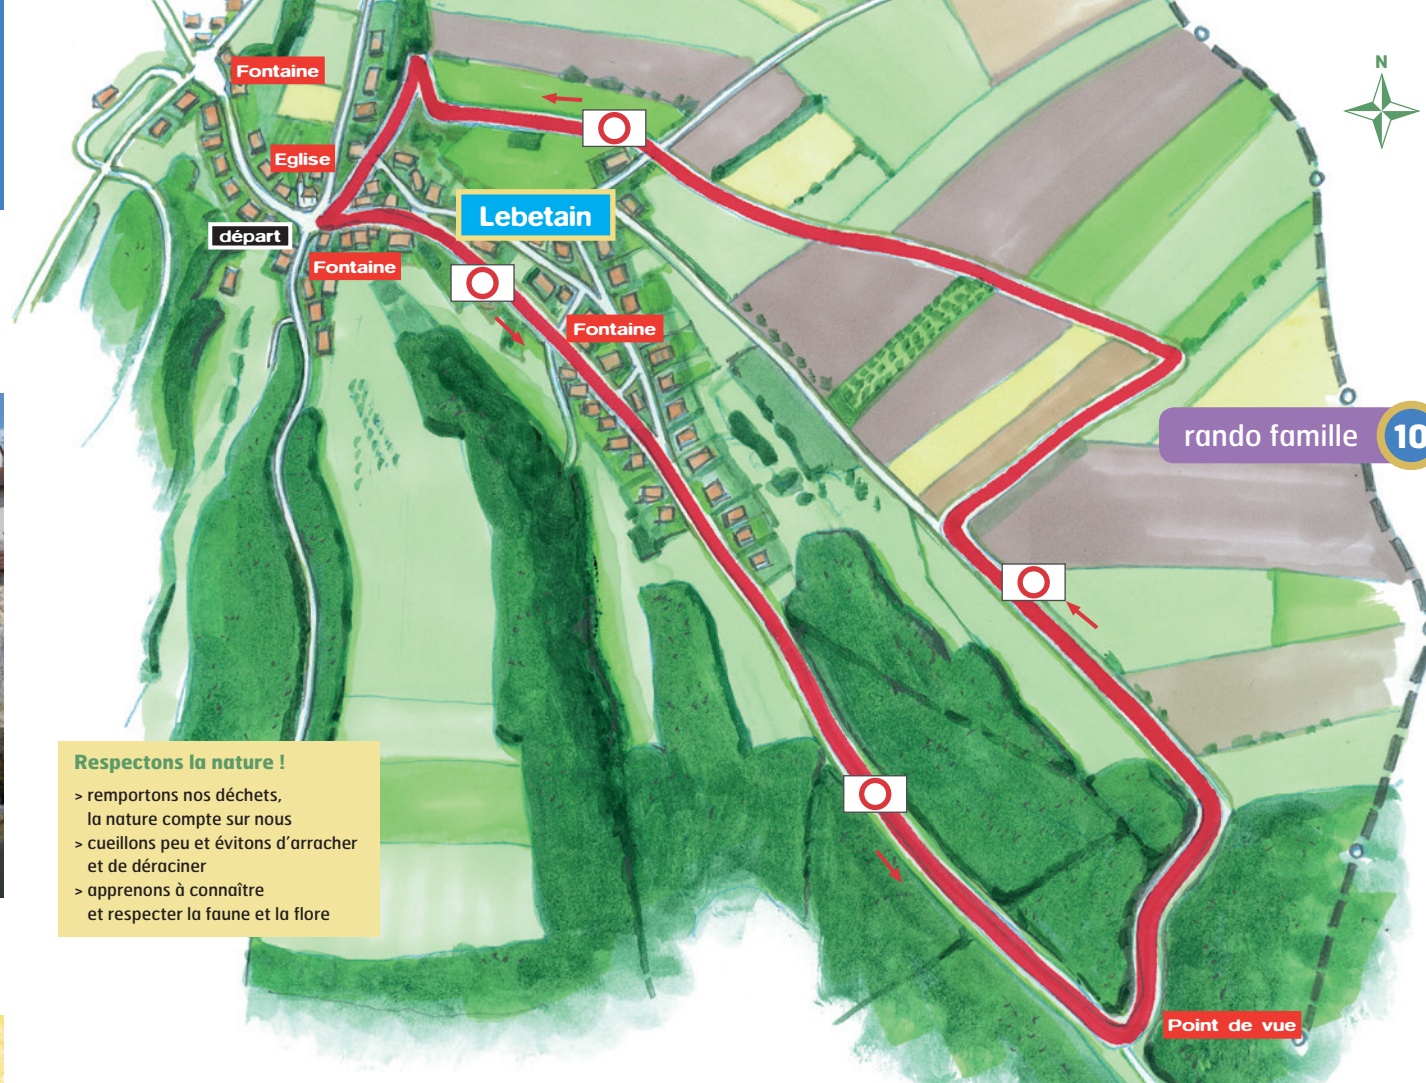 N
Fontaine
Eglise
Lebetain
départ
Fontaine
Fontaine
rando famille 10
Respectons la nature !
> remportons nos déchets,
la nature compte sur nous
> cueillons peu et évitons d'arracher
et de déraciner
> apprenons à connaître
et respecter la faune et la flore
Point de vue